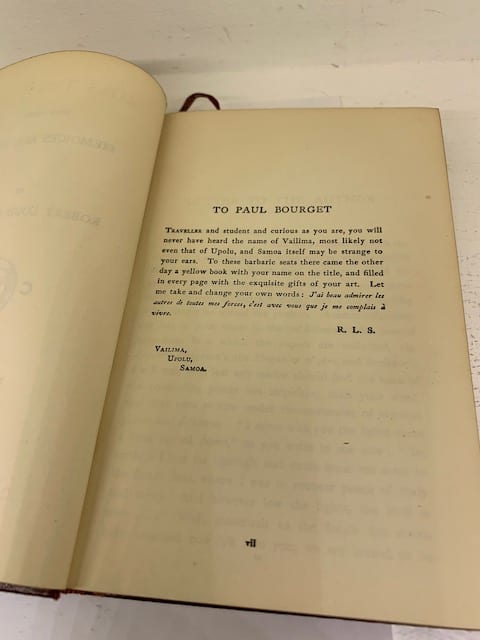 TO PAUL BOURGET
TRAVELLER and student and curious as you are, you will
never have heard the name of Vailima, most likely not
even that of Upolu, and Samoa itself may be strange to
your ears. To these barbaric seats there came the other
day a yellow book with your name on the title, and filled
in every page with the exquisite gifts of your art. Let
me take and change your own words: J'ai beau admirer les
autres de toutes mes forces, c'est avec vous que je me complais à
vivre.
R. L. S.
VAILIMA,
UPOLU,
SAMOA.
vii